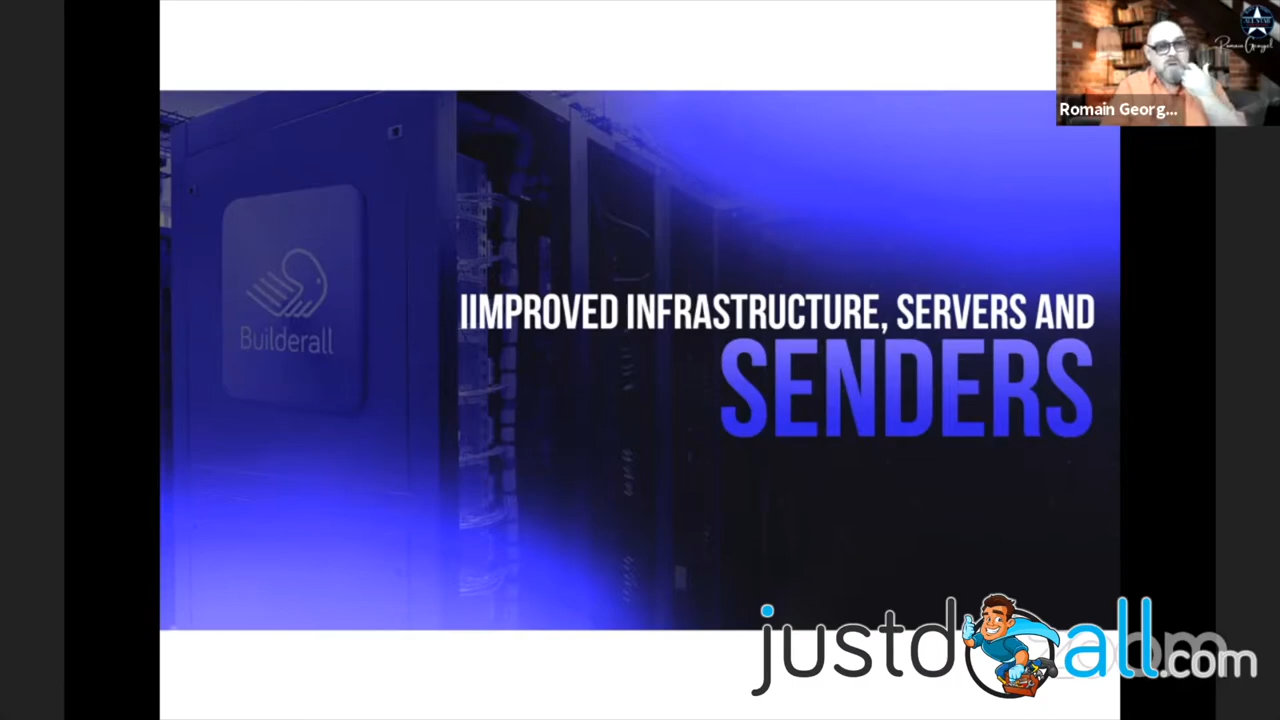 Romain Georg...
Builderall
IIMPROVED INFRASTRUCTURE, SERVERS AND
SENDERS
justdoall.com